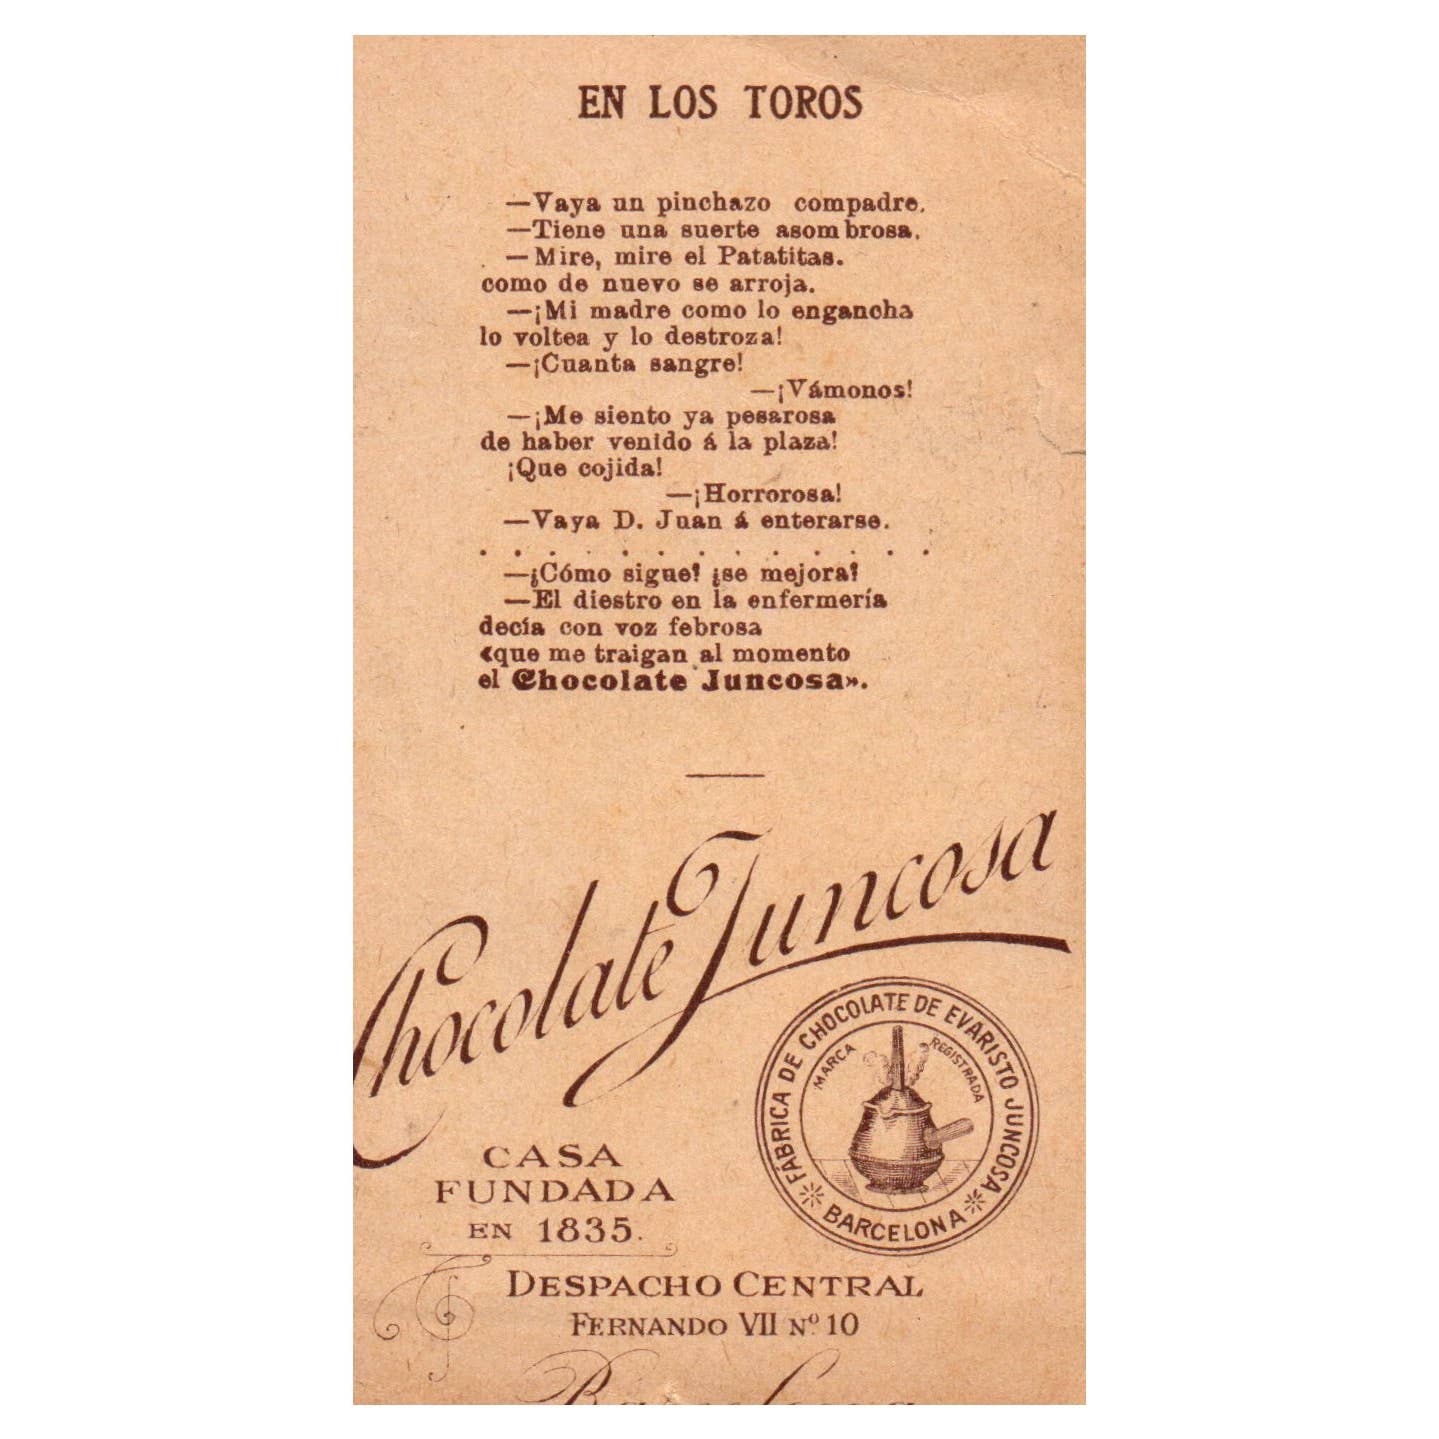 EN LOS TOROS
—Vaya un pinchazo compadre.
—Tiene una suerte asombrosa.
—Mire, mire el Patatitas.
como de nuevo se arroja.
—¡Mi madre como lo engancha
lo voltea y lo destroza!
—¡Cuanta sangre!
—¡Vámonos!
—¡Me siento ya pesarosa
de haber venido á la plaza!
¡Que cojida!
—¡Horrorosa!
—Vaya D. Juan á enterarse.
. . . . . . . . . . . . .
—¿Cómo sigue? ¿se mejora?
—El diestro en la enfermería
decía con voz febrosa
«que me traigan al momento
el Chocolate Juncosa».
Chocolate Juncosa
FÁBRICA DE CHOCOLATE DE EVARISTO JUNCOSA
MARCA REGISTRADA
BARCELONA
CASA
FUNDADA
EN 1835.
DESPACHO CENTRAL
FERNANDO VII Nº 10
Barcelona